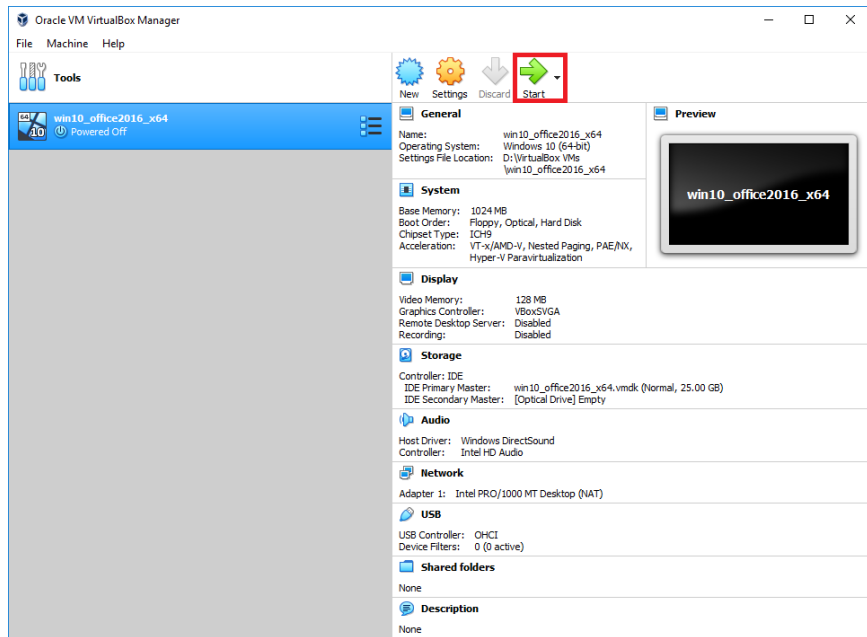 Oracle VM VirtualBox Manager
File Machine Help
Tools
New Settings Discard Start
64 10 win10_office2016_x64
Powered Off
General
Name: win10_office2016_x64
Operating System: Windows 10 (64-bit)
Settings File Location: D:\VirtualBox VMs
\win10_office2016_x64
Preview
win10_office2016_x64
System
Base Memory: 1024 MB
Boot Order: Floppy, Optical, Hard Disk
Chipset Type: ICH9
Acceleration: VT-x/AMD-V, Nested Paging, PAE/NX,
Hyper-V Paravirtualization
Display
Video Memory: 128 MB
Graphics Controller: VBoxSVGA
Remote Desktop Server: Disabled
Recording: Disabled
Storage
Controller: IDE
IDE Primary Master: win10_office2016_x64.vmdk (Normal, 25.00 GB)
IDE Secondary Master: [Optical Drive] Empty
Audio
Host Driver: Windows DirectSound
Controller: Intel HD Audio
Network
Adapter 1: Intel PRO/1000 MT Desktop (NAT)
USB
USB Controller: OHCI
Device Filters: 0 (0 active)
Shared folders
None
Description
None